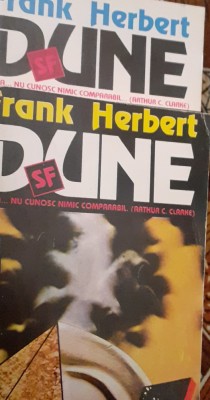 Frank Herbert
DUNE
SF
... NU CUNOSC NIMIC COMPARABIL. (ARTHUR C. CLARKE)
Frank Herbert
DUNE
SF
... NU CUNOSC NIMIC COMPARABIL. (ARTHUR C. CLARKE)